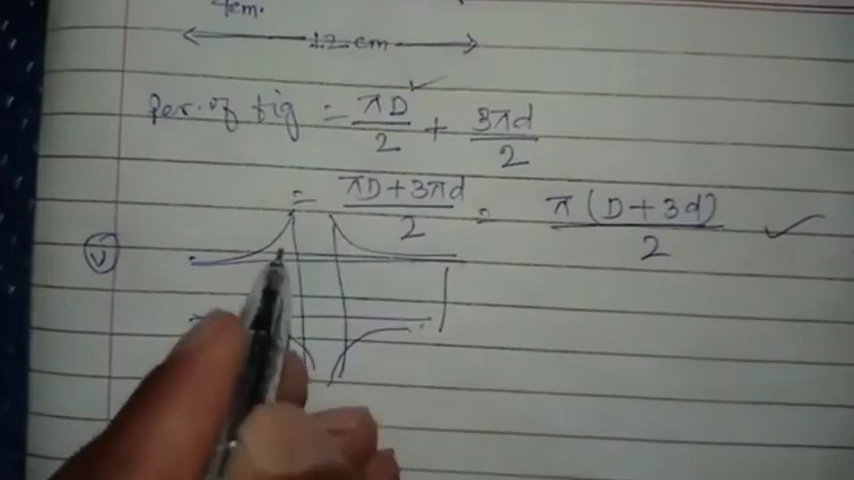 4cm.
12 cm
Per. of fig = πD/2 + 3πd/2
= πD+3πd/2 = π(D+3d)/2
(v)